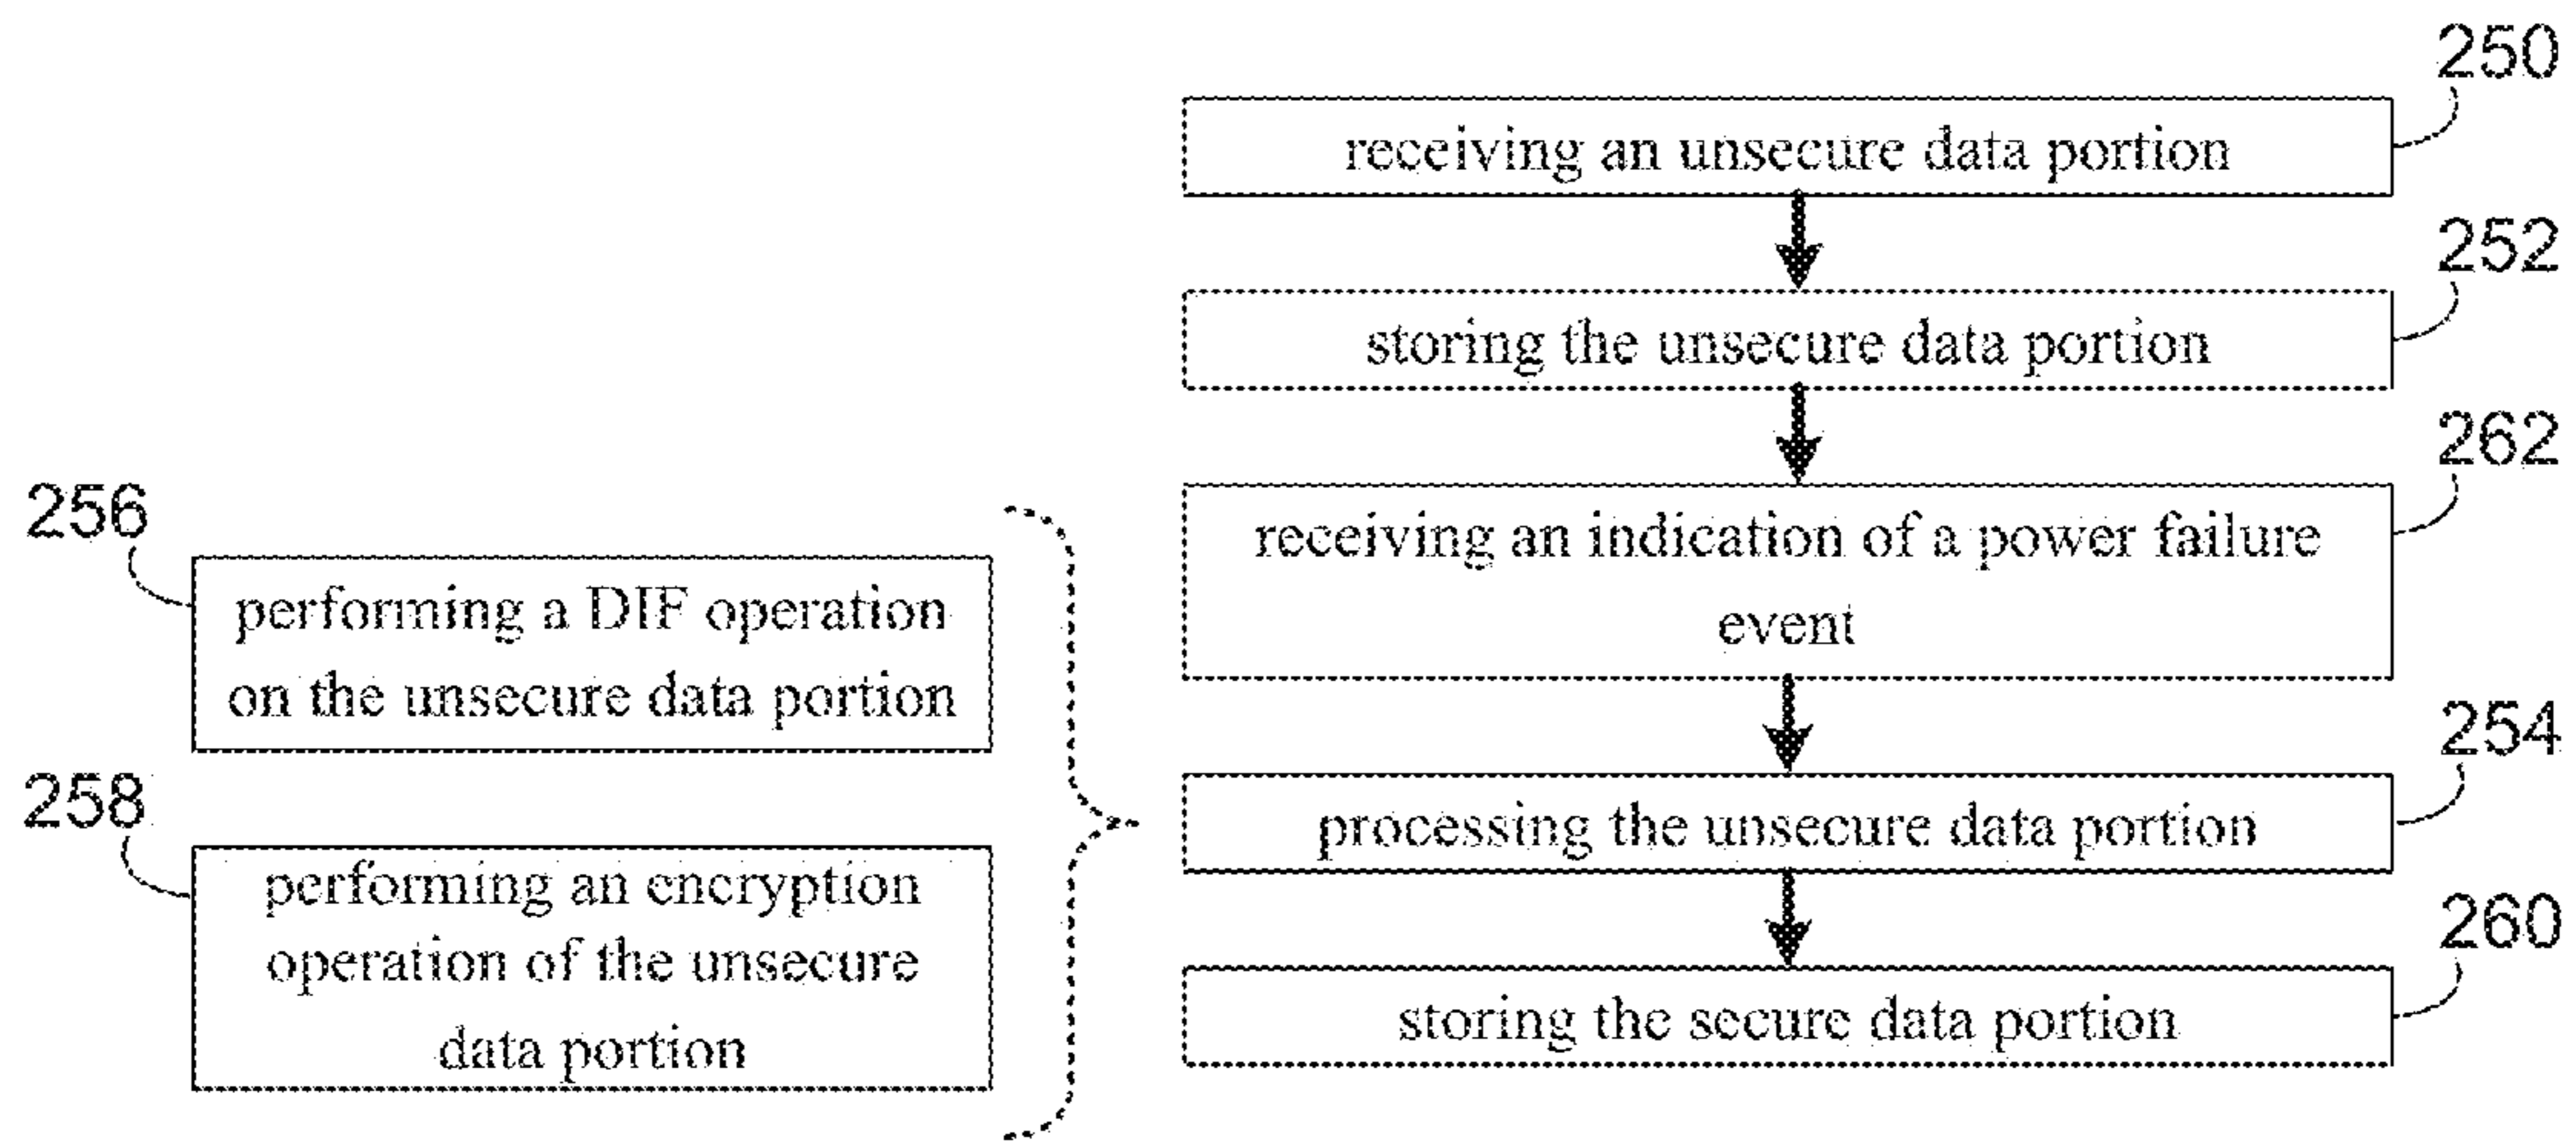 250
receiving an unsecure data portion
252
storing the unsecure data portion
262
receiving an indication of a power failure
event
256
performing a DIF operation
on the unsecure data portion
254
processing the unsecure data portion
258
performing an encryption
operation of the unsecure
data portion
260
storing the secure data portion